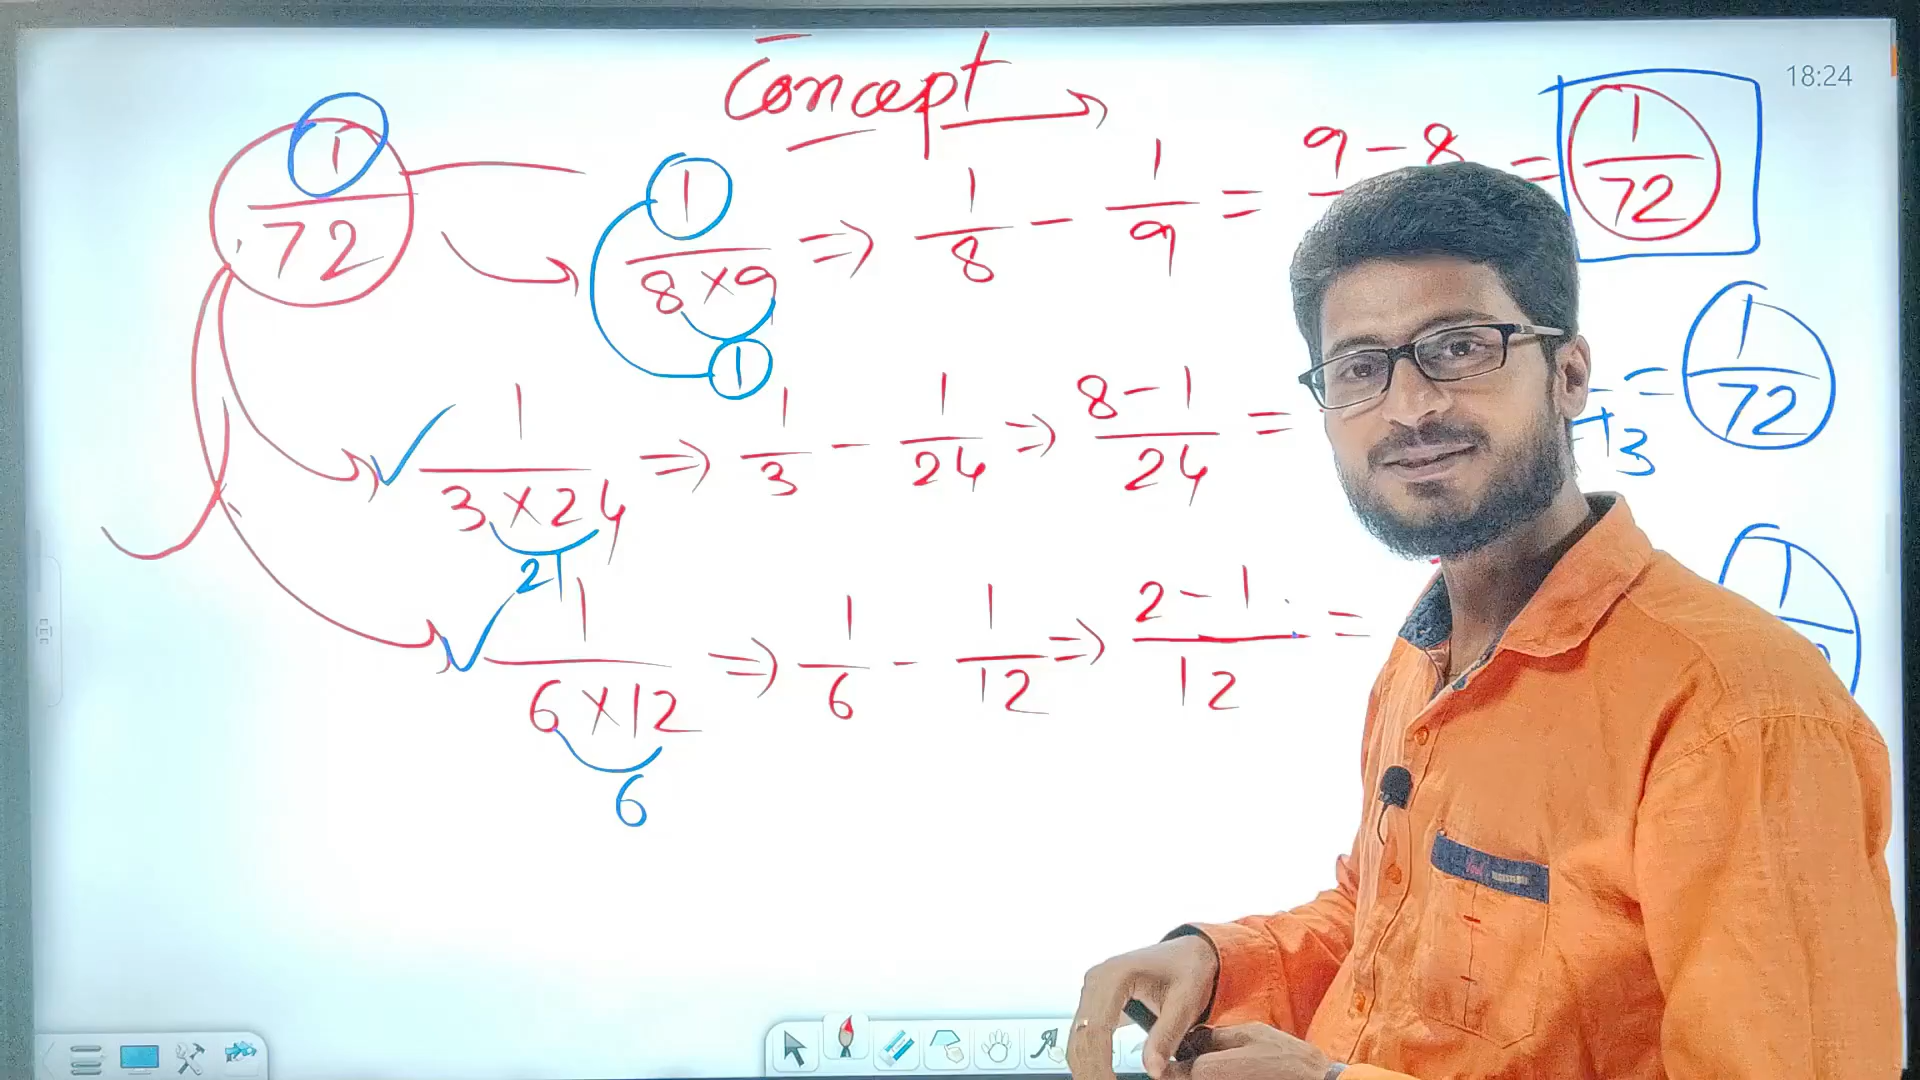 Concept
18:24
1/72
1/(8×9) ⇒ 1/8 - 1/9 = 9-8 = 1/72
1
1/(3×24) ⇒ 1/3 - 1/24 ⇒ (8-1)/24 = 3 = 1/72
21
1/(6×12) ⇒ 1/6 - 1/12 ⇒ (2-1)/12 = 1
6